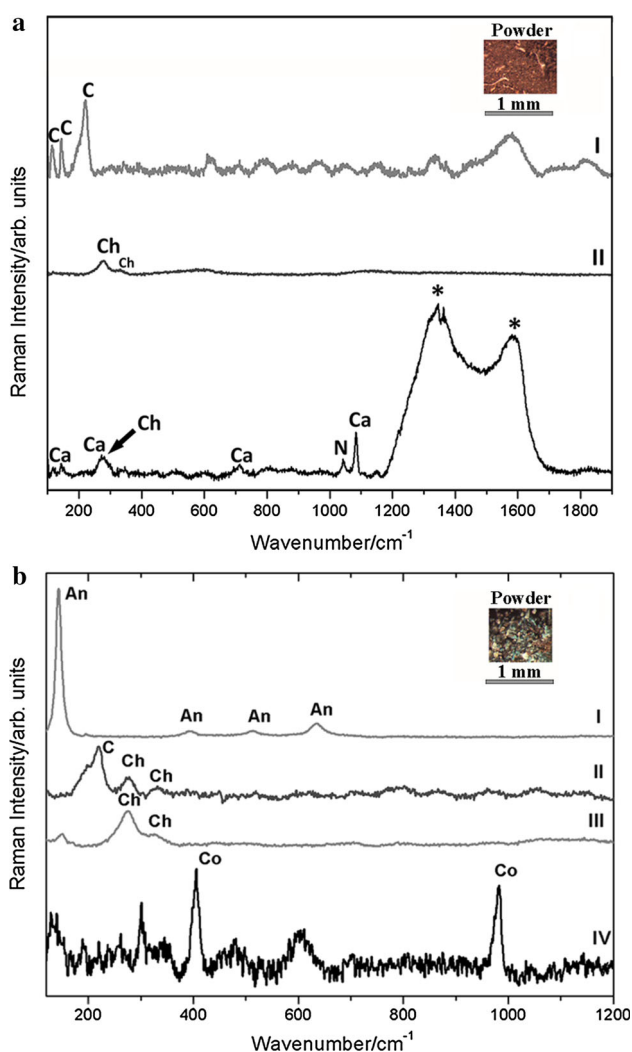 a
Powder
1 mm
C
C
C
I
Ch
Ch
II
*
*
Ca
Ca
Ch
Ca
N
Ca
Raman Intensity/arb. units
200 400 600 800 1000 1200 1400 1600 1800
Wavenumber/cm-1
b
Powder
1 mm
An
An
An
An
I
C
Ch
Ch
II
Ch
Ch
III
Co
Co
IV
Raman Intensity/arb. units
200 400 600 800 1000 1200
Wavenumber/cm-1